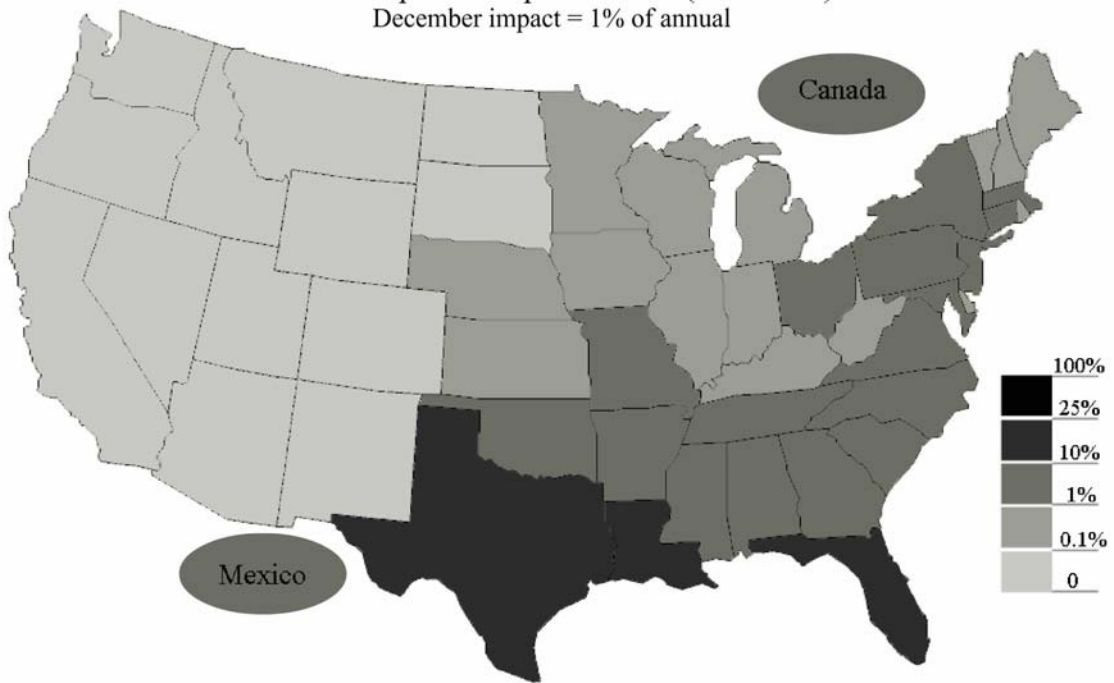 December impact = 1% of annual
Canada
100%
25%
10%
1%
0.1%
0
Mexico